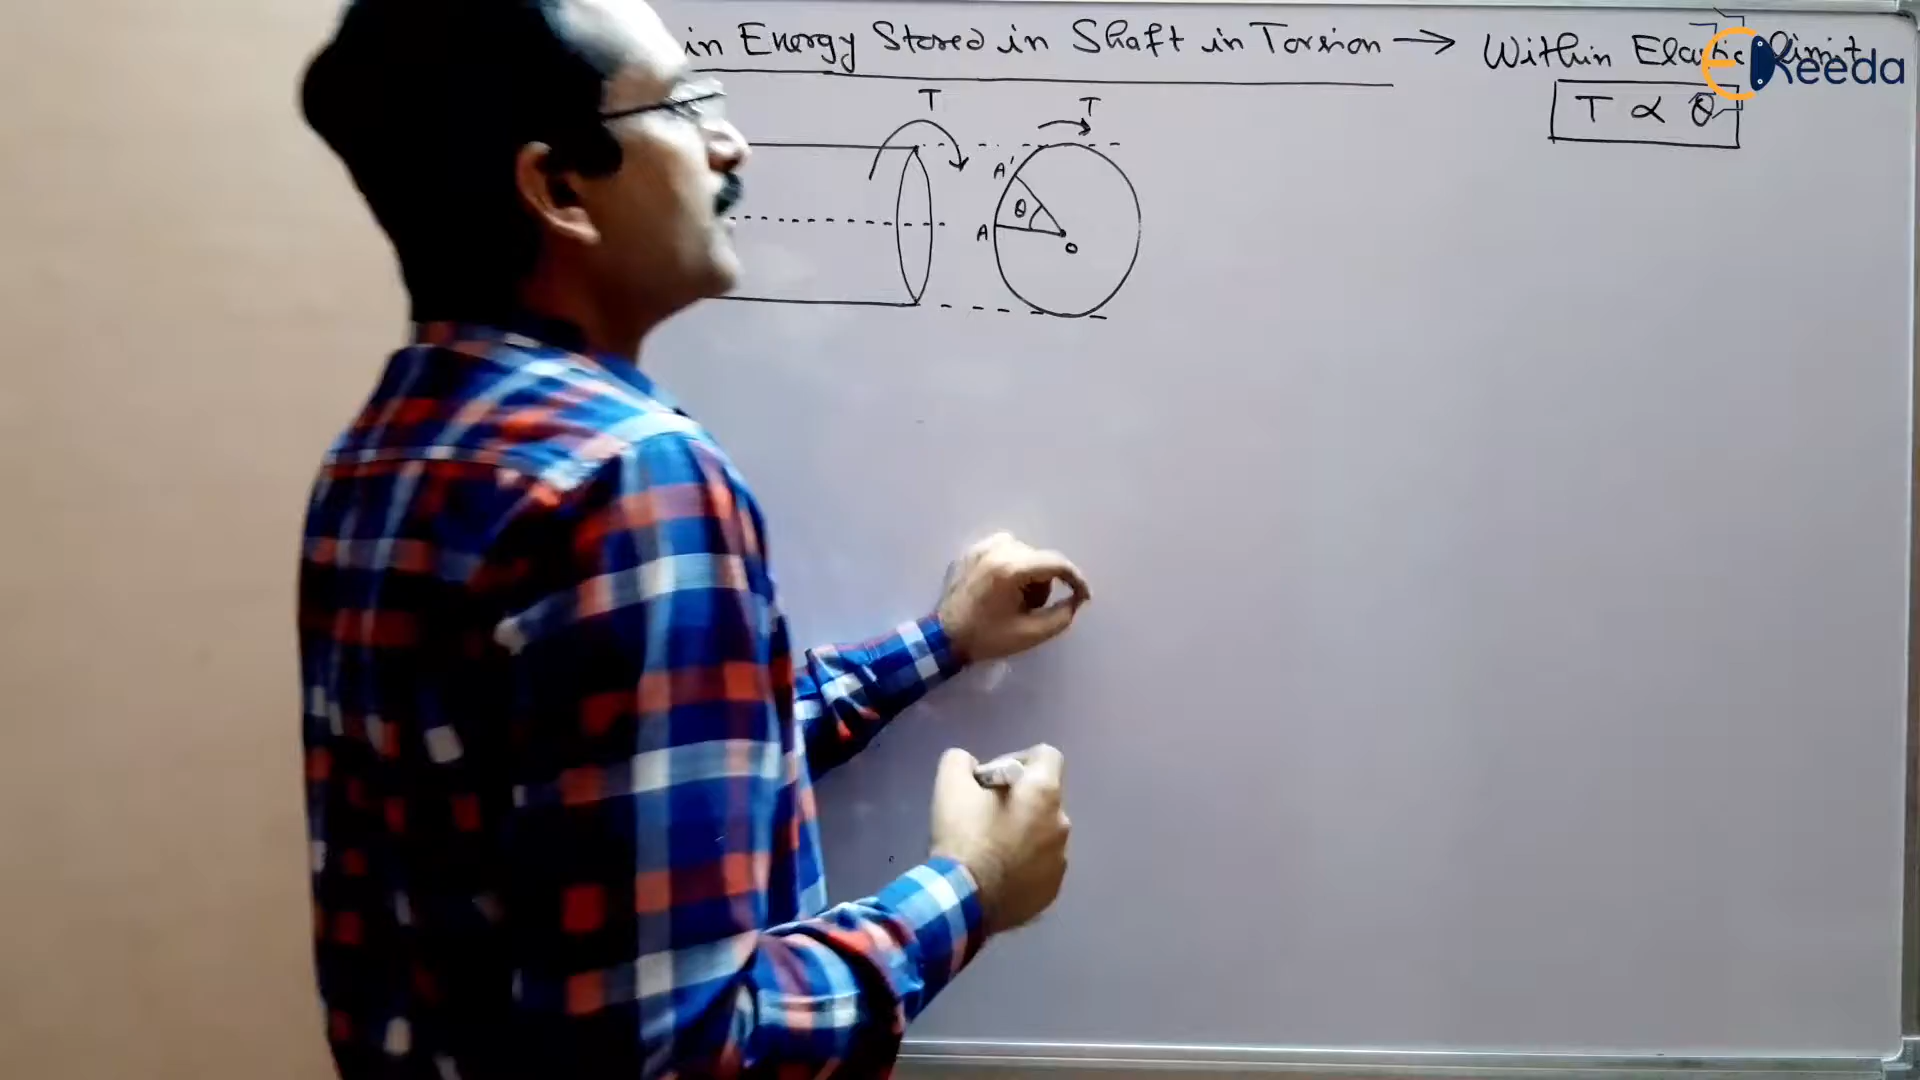 in Energy Stored in Shaft in Torsion → Within Elastic limit
Keeda
T ∝ θ
T
T
A'
θ
A
O